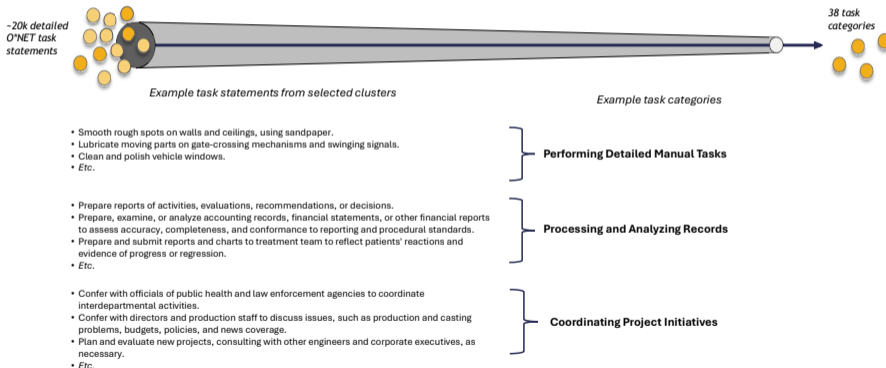 ~20k detailed
O*NET task
statements
38 task
categories
Example task statements from selected clusters
Example task categories
• Smooth rough spots on walls and ceilings, using sandpaper.
• Lubricate moving parts on gate-crossing mechanisms and swinging signals.
• Clean and polish vehicle windows.
• Etc.
Performing Detailed Manual Tasks
• Prepare reports of activities, evaluations, recommendations, or decisions.
• Prepare, examine, or analyze accounting records, financial statements, or other financial reports
to assess accuracy, completeness, and conformance to reporting and procedural standards.
• Prepare and submit reports and charts to treatment team to reflect patients' reactions and
evidence of progress or regression.
• Etc.
Processing and Analyzing Records
• Confer with officials of public health and law enforcement agencies to coordinate
interdepartmental activities.
• Confer with directors and production staff to discuss issues, such as production and casting
problems, budgets, policies, and news coverage.
• Plan and evaluate new projects, consulting with other engineers and corporate executives, as
necessary.
• Etc.
Coordinating Project Initiatives